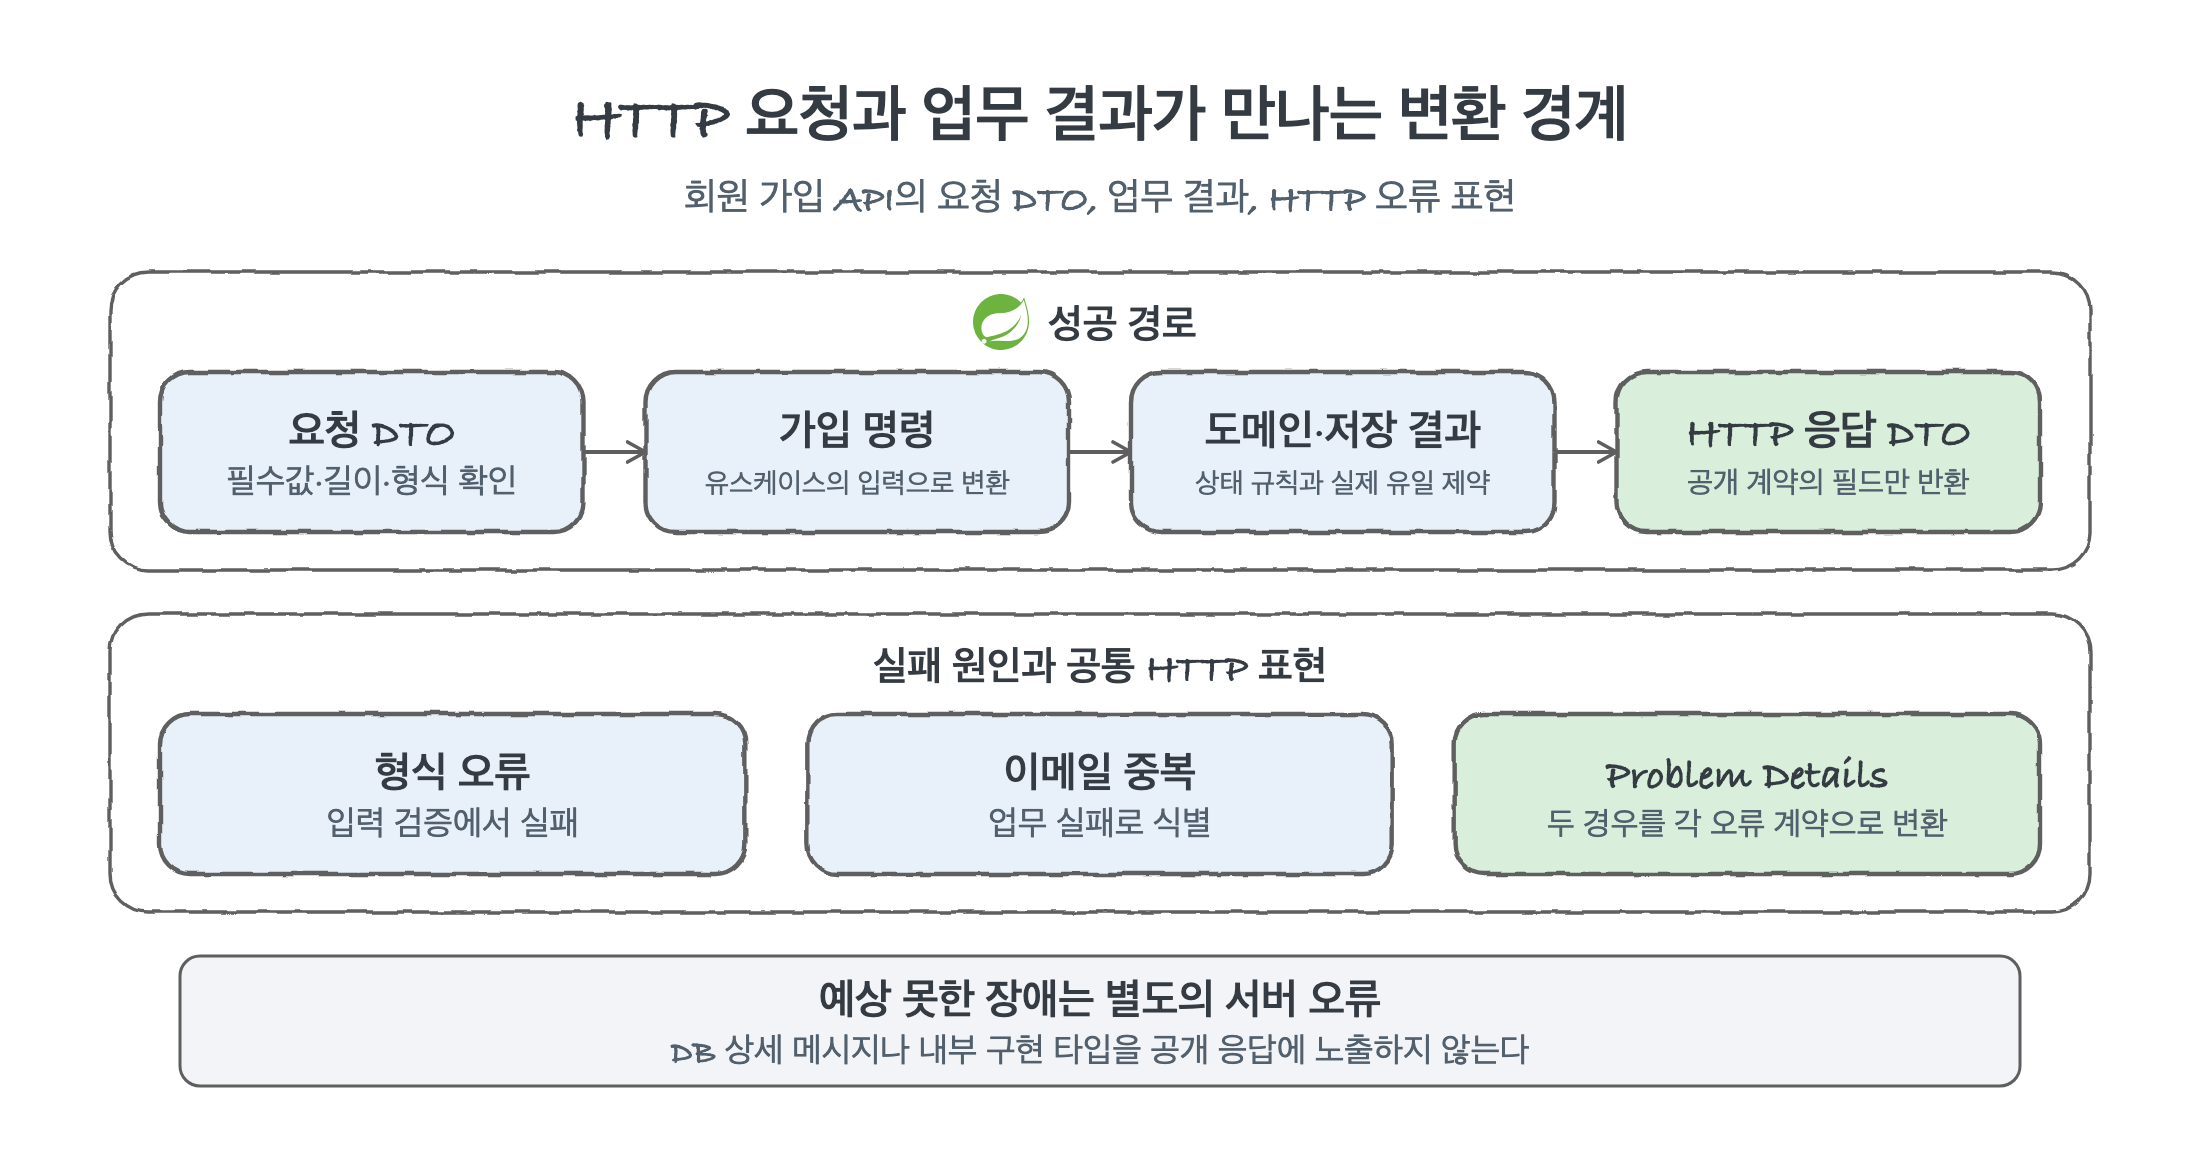 HTTP 요청과 업무 결과가 만나는 변환 경계
회원 가입 API의 요청 DTO, 업무 결과, HTTP 오류 표현
성공 경로
요청 DTO
필수값·길이·형식 확인
가입 명령
유스케이스의 입력으로 변환
도메인·저장 결과
상태 규칙과 실제 유일 제약
HTTP 응답 DTO
공개 계약의 필드만 반환
실패 원인과 공통 HTTP 표현
형식 오류
입력 검증에서 실패
이메일 중복
업무 실패로 식별
Problem Details
두 경우를 각 오류 계약으로 변환
예상 못한 장애는 별도의 서버 오류
DB 상세 메시지나 내부 구현 타입을 공개 응답에 노출하지 않는다